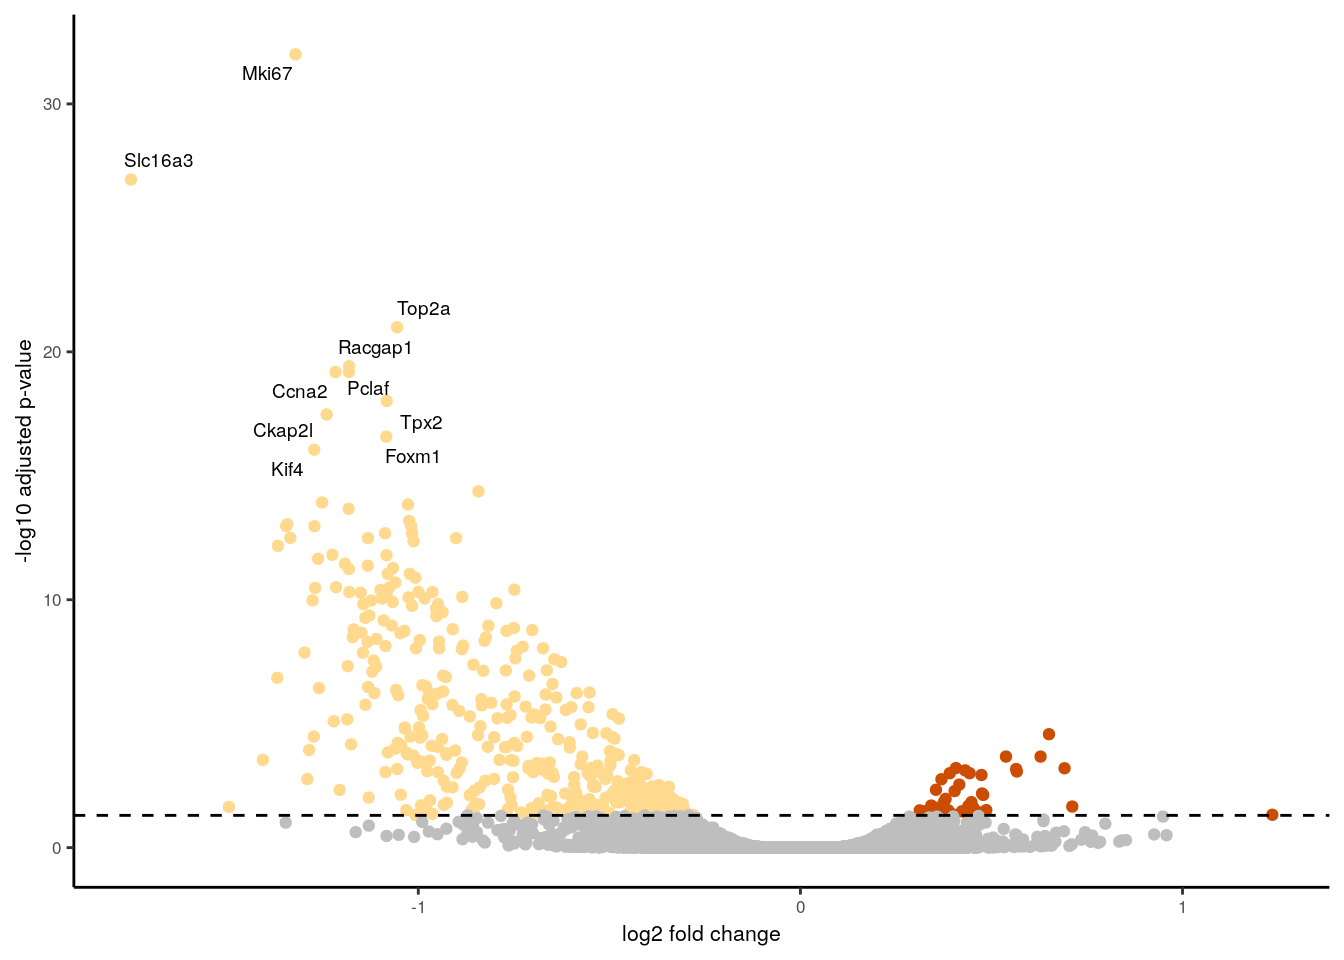 Mki67
30
Slc16a3
Top2a
Racgap1
20
Pclaf
Ccna2
Tpx2
Ckap2l
Foxm1
Kif4
-log10 adjusted p-value
10
0
-1
0
1
log2 fold change